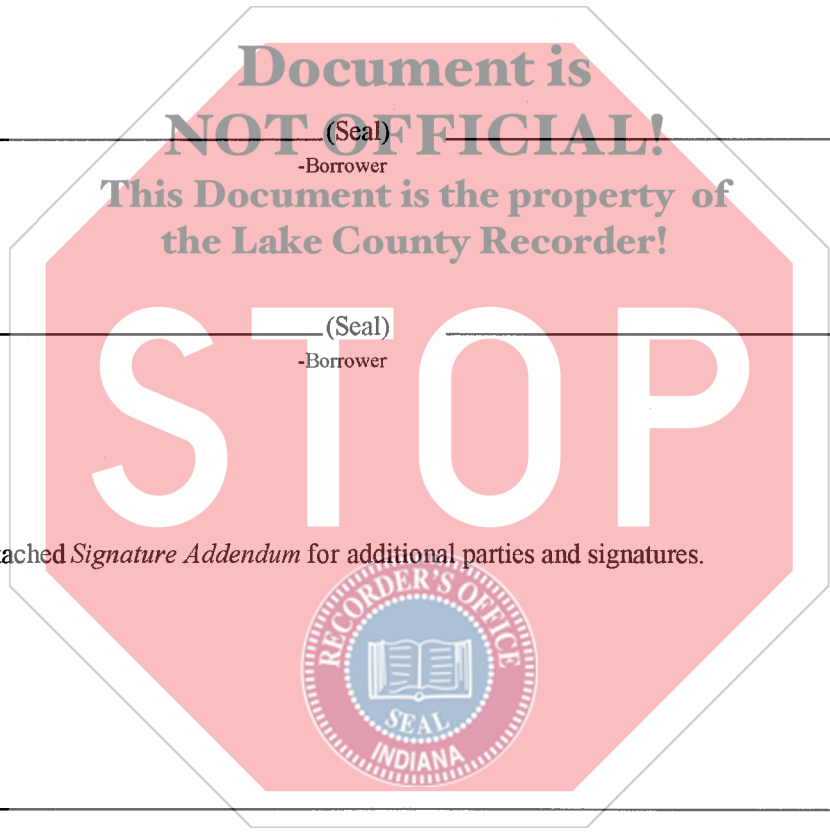 Document is
NOT OFFICIAL!
(Seal)
-Borrower
This Document is the property of
the Lake County Recorder!
(Seal)
-Borrower
STOP
ached Signature Addendum for additional parties and signatures.
RECORDER'S OFFICE
SEAL
INDIANA